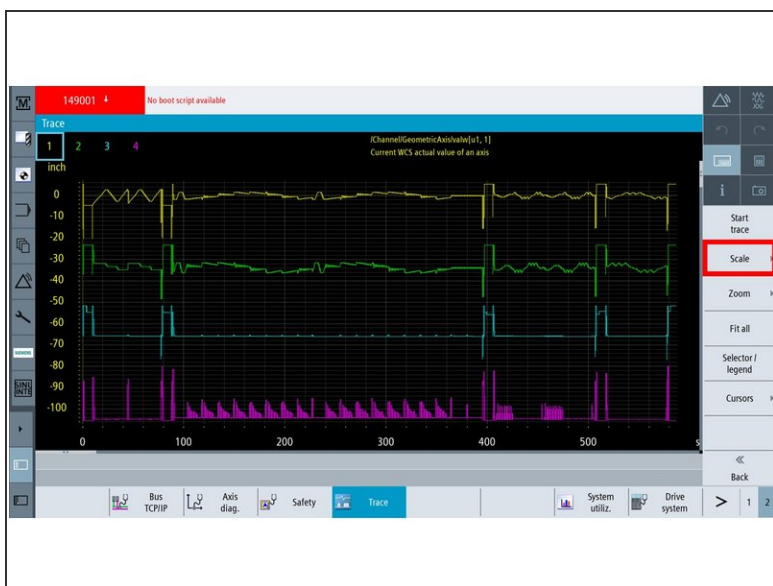 149001
No boot script available
Trace
1 2 3 4
/Channel/GeometricAxis/valw[u1, 1]
Current WCS actual value of an axis
inch
0
-10
-20
-30
-40
-50
-60
-70
-80
-90
-100
0 100 200 300 400 500 s
M
SIEMENS
Start
trace
Scale
Zoom
Fit all
Selector /
legend
Cursors
Back
Bus
TCP/IP
Axis
diag.
Safety
Trace
System
utiliz.
Drive
system
> 1 2